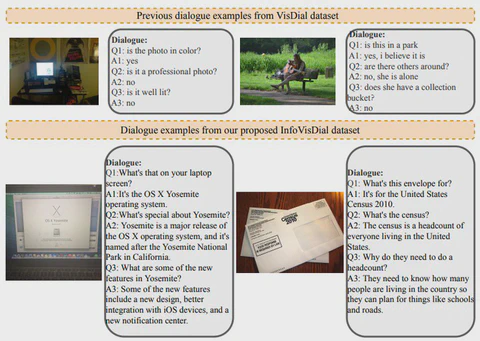 Previous dialogue examples from VisDial dataset
Dialogue:
Q1: is the photo in color?
A1: yes
Q2: is it a professional photo?
A2: no
Q3: is it well lit?
A3: no
Dialogue:
Q1: is this in a park
A1: yes, i believe it is
Q2: are there others around?
A2: no, she is alone
Q3: does she have a collection
bucket?
A3: no
Dialogue examples from our proposed InfoVisDial dataset
Dialogue:
Q1:What's that on your laptop
screen?
A1:It's the OS X Yosemite
operating system.
Q2:What's special about Yosemite?
A2: Yosemite is a major release of
the OS X operating system, and it's
named after the Yosemite National
Park in California.
Q3: What are some of the new
features in Yosemite?
A3: Some of the new features
include a new design, better
integration with iOS devices, and a
new notification center.
X
OS X Yosemite
Census
2010
Dialogue:
Q1: What's this envelope for?
A1: It's for the United States
Census 2010.
Q2: What's the census?
A2: The census is a headcount of
everyone living in the United
States.
Q3: Why do they need to do a
headcount?
A3: They need to know how many
people are living in the country so
they can plan for things like schools
and roads.